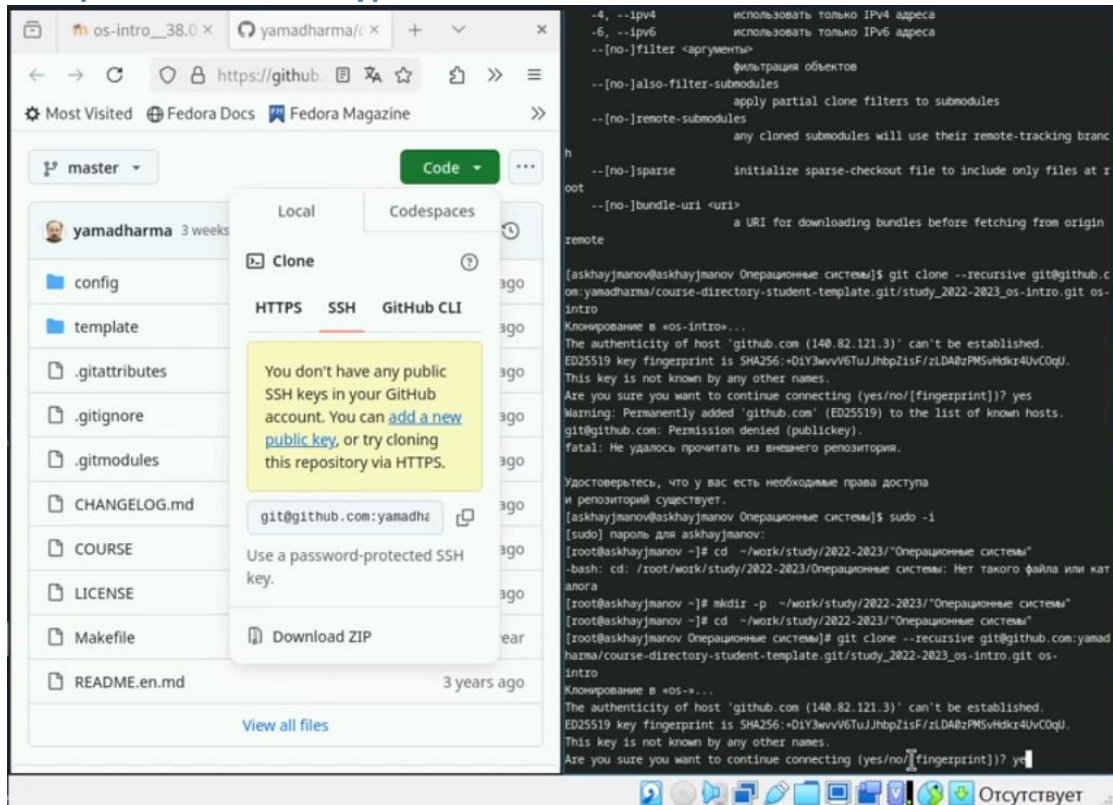 os-intro__38.0
yamadharma/c
https://github.
Most Visited
Fedora Docs
Fedora Magazine
master
Code
yamadharma 3 weeks
config
ago
template
ago
.gitattributes
ago
.gitignore
ago
.gitmodules
ago
CHANGELOG.md
ago
COURSE
ago
LICENSE
ago
Makefile
year
README.en.md
3 years ago
View all files
Local
Codespaces
Clone
HTTPS
SSH
GitHub CLI
You don't have any public
SSH keys in your GitHub
account. You can add a new
public key, or try cloning
this repository via HTTPS.
git@github.com:yamadha
Use a password-protected SSH
key.
Download ZIP
-4, --ipv4 использовать только IPv4 адреса
-6, --ipv6 использовать только IPv6 адреса
--[no-]filter <аргументы>
фильтрация объектов
--[no-]also-filter-submodules
apply partial clone filters to submodules
--[no-]remote-submodules
any cloned submodules will use their remote-tracking branc
h
--[no-]sparse initialize sparse-checkout file to include only files at r
oot
--[no-]bundle-uri <uri>
a URI for downloading bundles before fetching from origin
remote
[askhayjmanov@askhayjmanov Операционные системы]$ git clone --recursive git@github.c
om:yamadharma/course-directory-student-template.git/study_2022-2023_os-intro.git os-
intro
Клонирование в «os-intro»...
The authenticity of host 'github.com (140.82.121.3)' can't be established.
ED25519 key fingerprint is SHA256:+DiY3wvvV6TuJJhbpZisF/zLDA0zPMSvHdkr4UvCOqU.
This key is not known by any other names.
Are you sure you want to continue connecting (yes/no/[fingerprint])? yes
Warning: Permanently added 'github.com' (ED25519) to the list of known hosts.
git@github.com: Permission denied (publickey).
fatal: Не удалось прочитать из внешнего репозитория.
Удостоверьтесь, что у вас есть необходимые права доступа
и репозиторий существует.
[askhayjmanov@askhayjmanov Операционные системы]$ sudo -i
[sudo] пароль для askhayjmanov:
[root@askhayjmanov ~]# cd ~/work/study/2022-2023/"Операционные системы"
-bash: cd: /root/work/study/2022-2023/Операционные системы: Нет такого файла или кат
алога
[root@askhayjmanov ~]# mkdir -p ~/work/study/2022-2023/"Операционные системы"
[root@askhayjmanov ~]# cd ~/work/study/2022-2023/"Операционные системы"
[root@askhayjmanov Операционные системы]# git clone --recursive git@github.com:yamad
harma/course-directory-student-template.git/study_2022-2023_os-intro.git os-
intro
Клонирование в «os-»...
The authenticity of host 'github.com (140.82.121.3)' can't be established.
ED25519 key fingerprint is SHA256:+DiY3wvvV6TuJJhbpZisF/zLDA0zPMSvHdkr4UvCOqU.
This key is not known by any other names.
Are you sure you want to continue connecting (yes/no/[fingerprint])? ye
Отсутствует